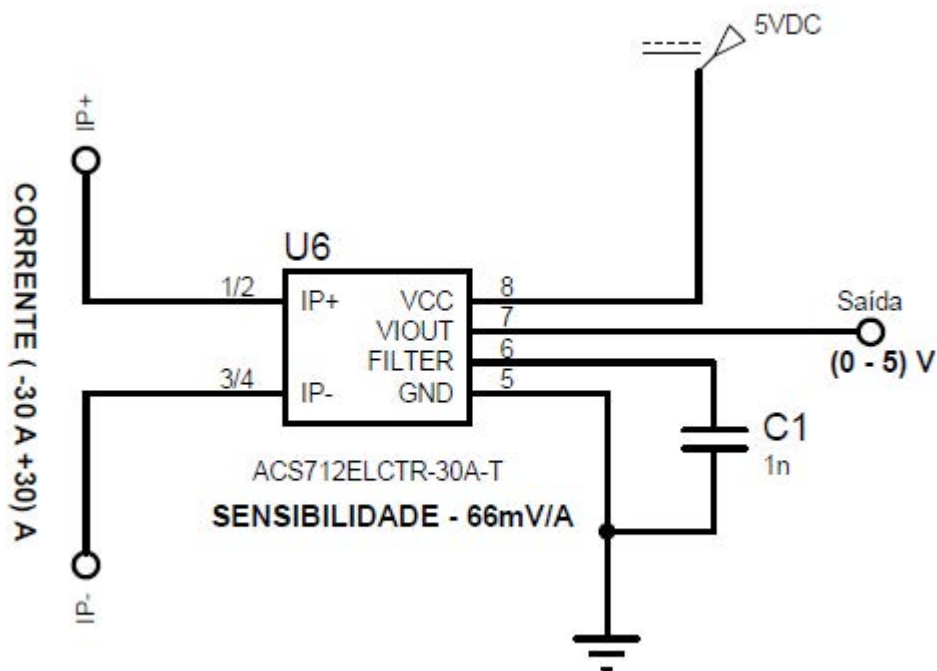 5VDC
IP+
CORRENTE ( -30 A +30) A
IP-
U6
1/2
3/4
IP+
IP-
VCC
VIOUT
FILTER
GND
8
7
6
5
Saída
(0 - 5) V
C1
1n
ACS712ELCTR-30A-T
SENSIBILIDADE - 66mV/A